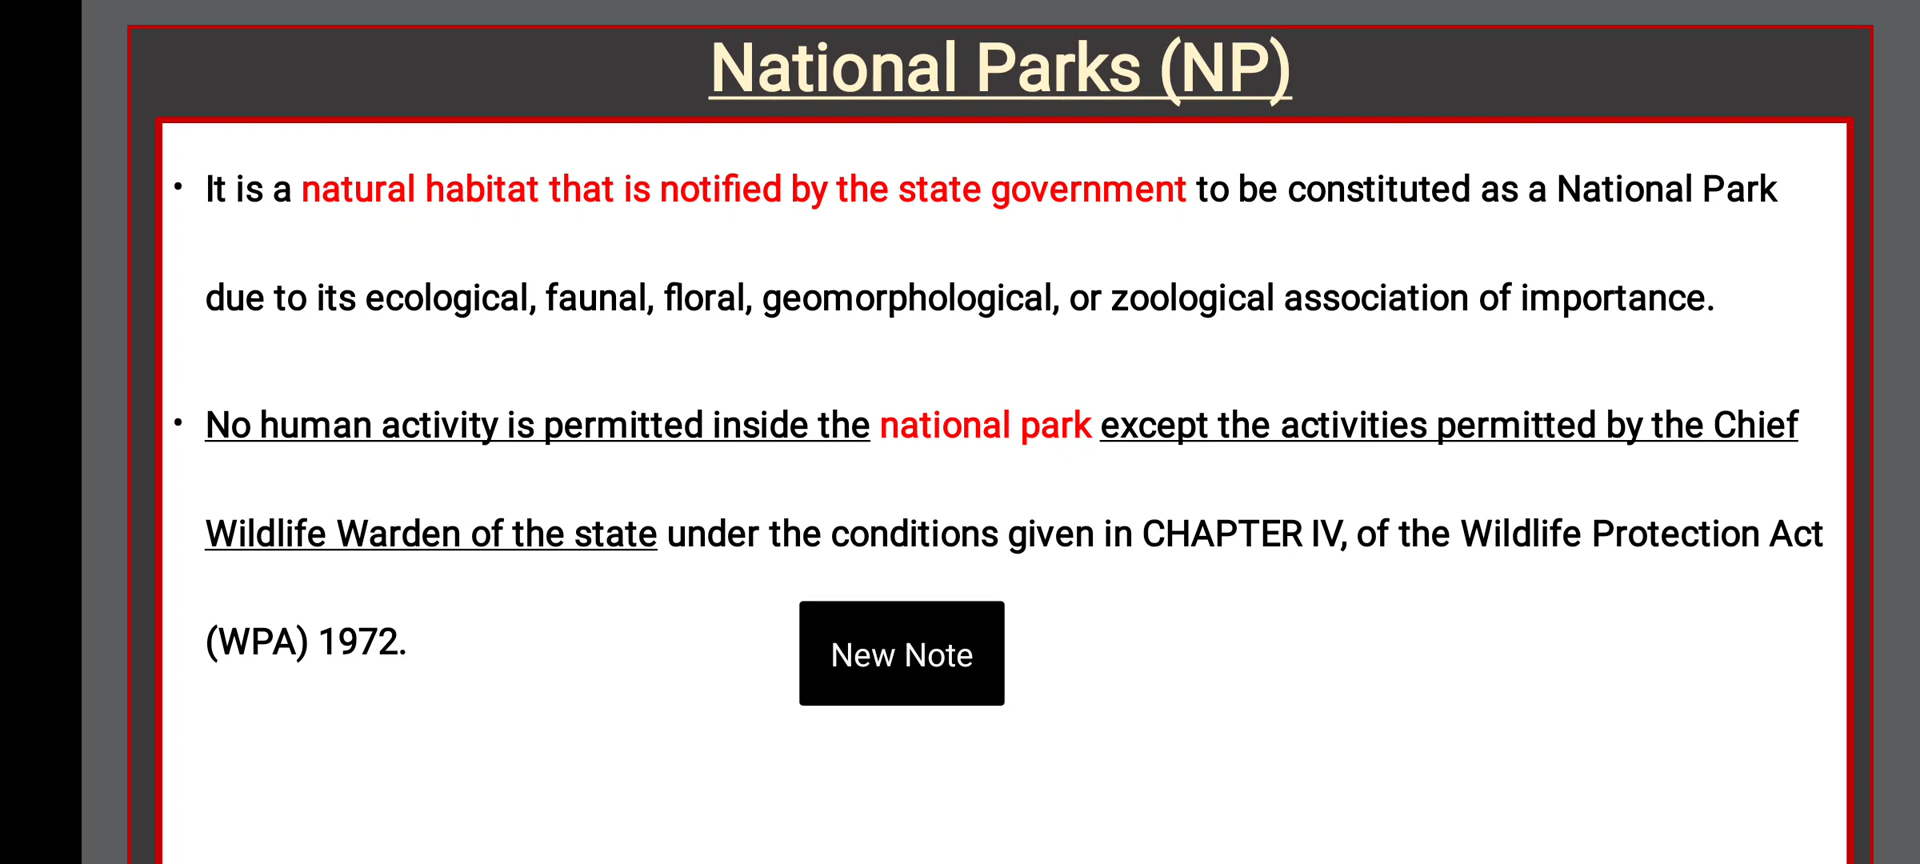 National Parks (NP)
• It is a natural habitat that is notified by the state government to be constituted as a National Park
due to its ecological, faunal, floral, geomorphological, or zoological association of importance.
• No human activity is permitted inside the national park except the activities permitted by the Chief
Wildlife Warden of the state under the conditions given in CHAPTER IV, of the Wildlife Protection Act
(WPA) 1972.
New Note